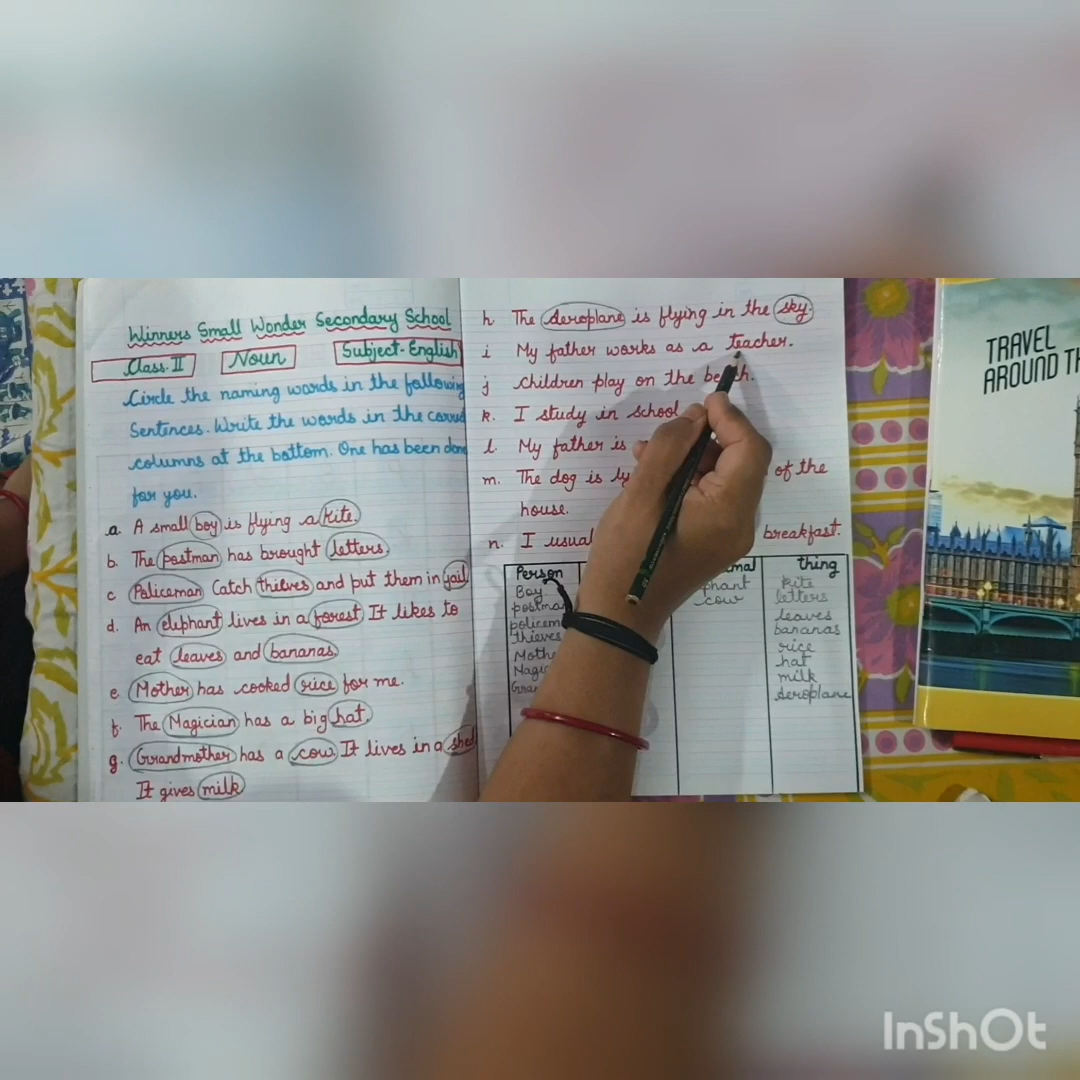 Winners Small Wonder Secondary School
Class-II Noun Subject-English
Circle the naming words in the following
Sentences. Write the words in the
columns at the bottom. One has been done
for you.
a. A small boy is flying a kite.
b. The postman has brought letters.
c Policeman Catch thieves and put them in jail
d. An elephant lives in a forest It likes to
eat leaves and bananas
e Mother has cooked rice for me.
f. The Magician has a big hat.
g. Grandmother has a cow It lives in a shed
It gives milk
h The Aeroplane is flying in the sky.
i My father works as a teacher.
j children play on the
k. I study in school
l. My father is
m. The dog is of the
house.
n. I breakfast.
Person thing
Boy cow kite
letters
leaves
Thieves bananas
rice
hat
milk
Aeroplane
TRAVEL
AROUND
InShOt